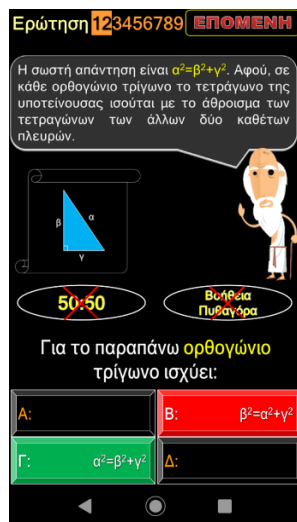 Ερώτηση 123456789 ΕΠΟΜΕΝΗ
Η σωστή απάντηση είναι α²=β²+γ². Αφού, σε
κάθε ορθογώνιο τρίγωνο το τετράγωνο της
υποτείνουσας ισούται με το άθροισμα των
τετραγώνων των άλλων δύο καθέτων
πλευρών.
β α
γ
50:50
Βοήθεια
Πυθαγόρα
Για το παραπάνω ορθογώνιο
τρίγωνο ισχύει:
Α:
Β: β²=α²+γ²
Γ: α²=β²+γ²
Δ: